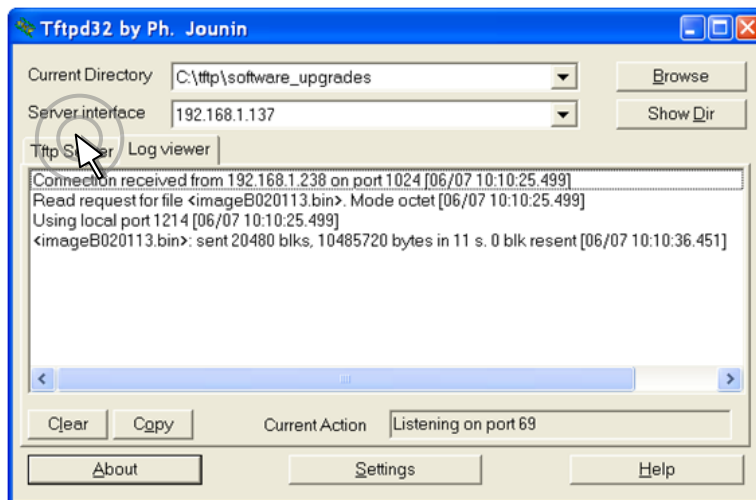 Tftpd32 by Ph. Jounin
Current Directory C:\tftp\software_upgrades Browse
Server interface 192.168.1.137 Show Dir
Tftp Server Log viewer
Connection received from 192.168.1.238 on port 1024 [06/07 10:10:25.499]
Read request for file <imageB020113.bin>. Mode octet [06/07 10:10:25.499]
Using local port 1214 [06/07 10:10:25.499]
<imageB020113.bin>: sent 20480 blks, 10485720 bytes in 11 s. 0 blk resent [06/07 10:10:36.451]
Clear Copy Current Action Listening on port 69
About Settings Help